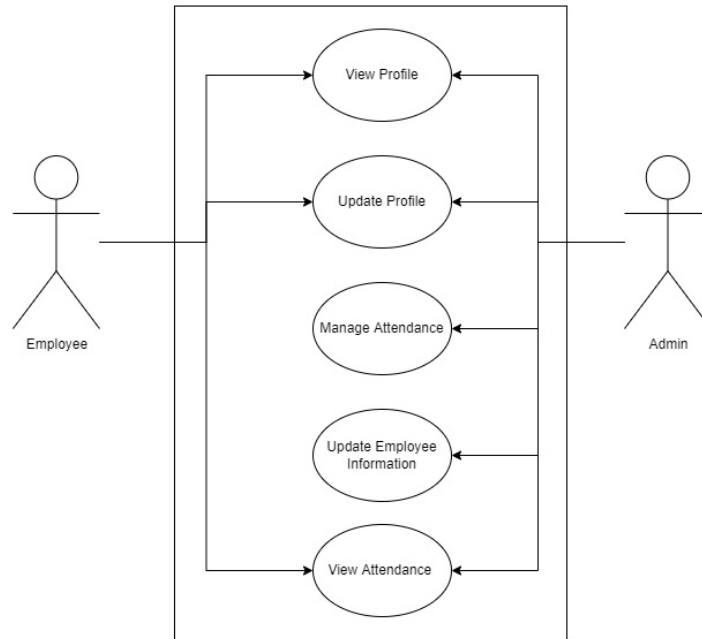 View Profile
Update Profile
Manage Attendance
Employee
Admin
Update Employee
Information
View Attendance